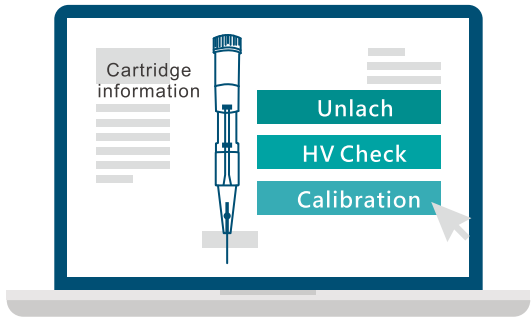 Cartridge
information
Unlach
HV Check
Calibration